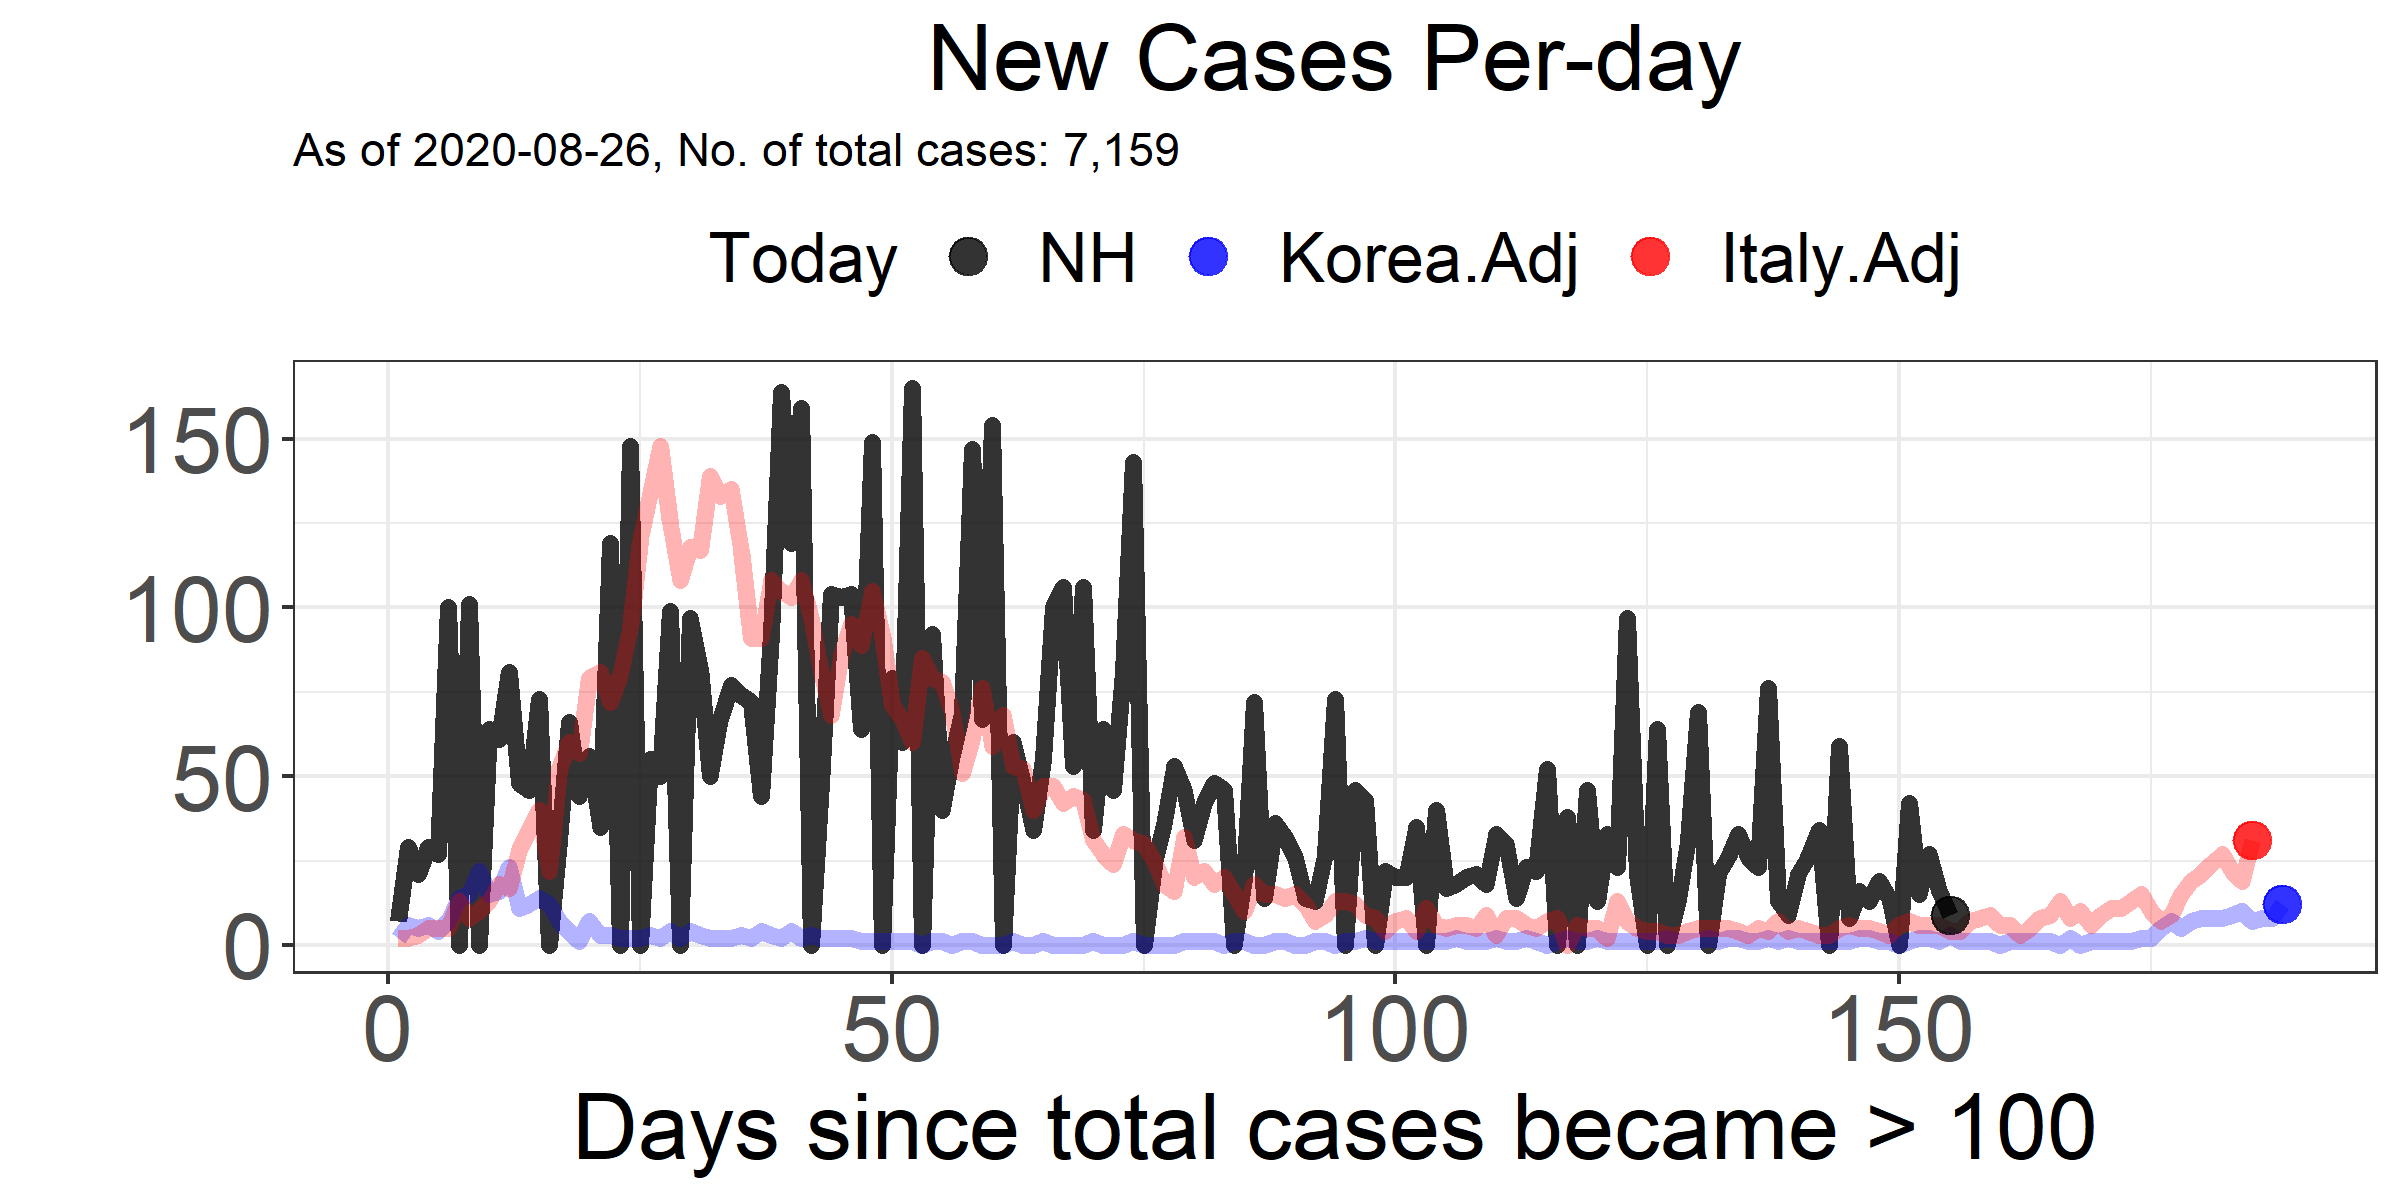 New Cases Per-day
As of 2020-08-26, No. of total cases: 7,159
Today NH Korea.Adj Italy.Adj
150
100
50
0
0 50 100 150
Days since total cases became > 100